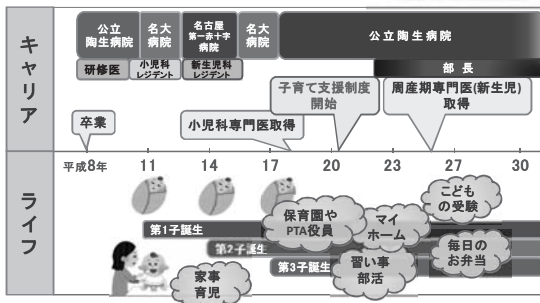 キャリア
公立
陶生病院
名大
病院
名古屋
第一赤十字
病院
名大
病院
公立陶生病院
研修医
小児科
レジデント
新生児科
レジデント
部長
子育て支援制度
開始
周産期専門医(新生児)
取得
卒業
小児科専門医取得
平成8年
11
14
17
20
23
27
30
ライフ
こども
の受験
保育園や
PTA役員
マイ
ホーム
第1子誕生
毎日の
お弁当
第2子誕生
習い事
部活
第3子誕生
家事
育児